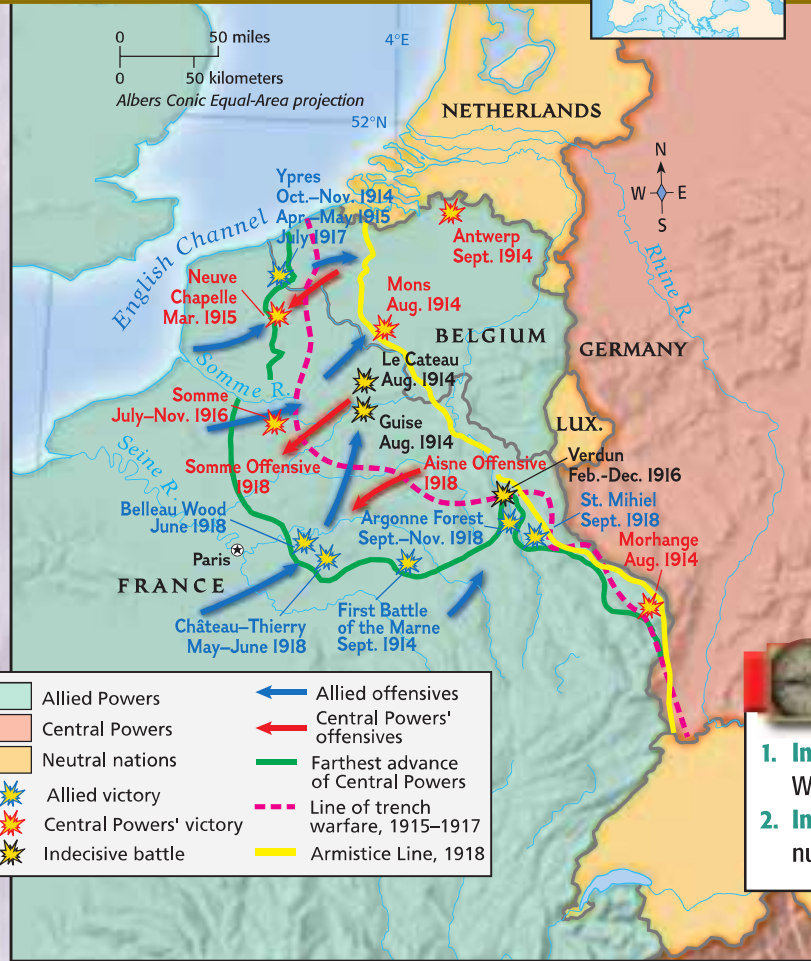 0 50 miles
0 50 kilometers
Albers Conic Equal-Area projection
4°E
52°N
NETHERLANDS
N
W E
S
English Channel
Ypres
Oct.–Nov. 1914
Apr.–May 1915
July 1917
Antwerp
Sept. 1914
Rhine R.
Neuve
Chapelle
Mar. 1915
Mons
Aug. 1914
BELGIUM
GERMANY
Le Cateau
Aug. 1914
Somme R.
Somme
July–Nov. 1916
Guise
Aug. 1914
LUX.
Seine R.
Somme Offensive
1918
Aisne Offensive
1918
Verdun
Feb.-Dec. 1916
St. Mihiel
Sept. 1918
Belleau Wood
June 1918
Argonne Forest
Sept.–Nov. 1918
Morhange
Aug. 1914
Paris
FRANCE
Château–Thierry
May–June 1918
First Battle
of the Marne
Sept. 1914
Allied Powers
Central Powers
Neutral nations
Allied victory
Central Powers' victory
Indecisive battle
Allied offensives
Central Powers'
offensives
Farthest advance
of Central Powers
Line of trench
warfare, 1915–1917
Armistice Line, 1918
1. In
W
2. In
nu